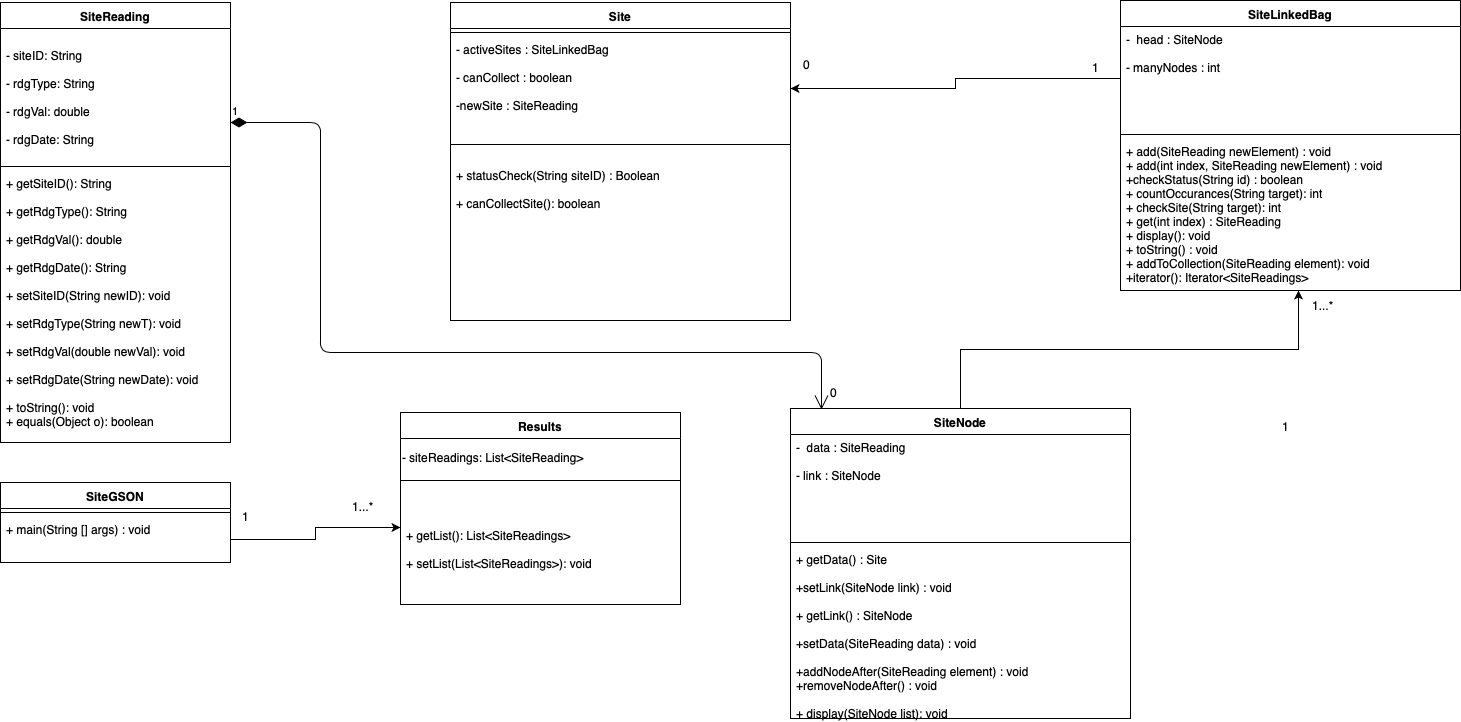 SiteReading
- siteID: String
- rdgType: String
- rdgVal: double
- rdgDate: String
+ getSiteID(): String
+ getRdgType(): String
+ getRdgVal(): double
+ getRdgDate(): String
+ setSiteID(String newID): void
+ setRdgType(String newT): void
+ setRdgVal(double newVal): void
+ setRdgDate(String newDate): void
+ toString(): void
+ equals(Object o): boolean
1
Site
- activeSites : SiteLinkedBag
- canCollect : boolean
-newSite : SiteReading
+ statusCheck(String siteID) : Boolean
+ canCollectSite(): boolean
0
1
SiteLinkedBag
- head : SiteNode
- manyNodes : int
+ add(SiteReading newElement) : void
+ add(int index, SiteReading newElement) : void
+checkStatus(String id) : boolean
+ countOccurances(String target): int
+ checkSite(String target): int
+ get(int index) : SiteReading
+ display(): void
+ toString() : void
+ addToCollection(SiteReading element): void
+iterator(): Iterator<SiteReadings>
1...*
1
0
SiteGSON
+ main(String [] args) : void
1
1...*
Results
- siteReadings: List<SiteReading>
+ getList(): List<SiteReadings>
+ setList(List<SiteReadings>): void
SiteNode
- data : SiteReading
- link : SiteNode
+ getData() : Site
+setLink(SiteNode link) : void
+ getLink() : SiteNode
+setData(SiteReading data) : void
+addNodeAfter(SiteReading element) : void
+removeNodeAfter() : void
+ display(SiteNode list): void